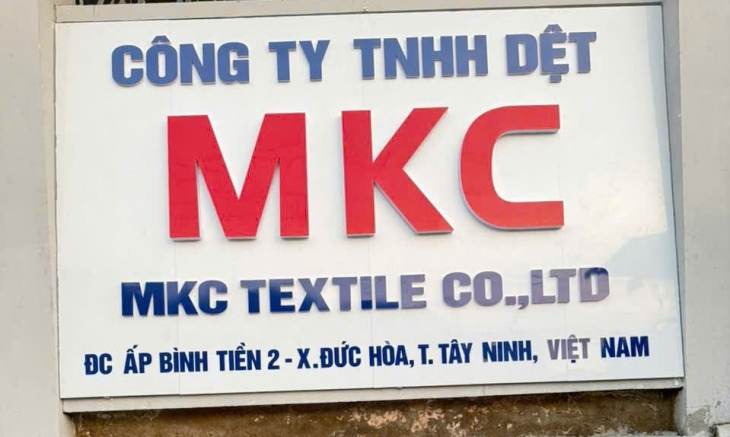 CÔNG TY TNHH DỆT
MKC
MKC TEXTILE CO.,LTD
ĐC ẤP BÌNH TIỀN 2 - X.ĐỨC HÒA, T. TÂY NINH, VIỆT NAM